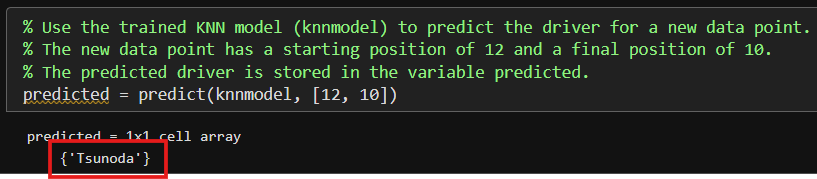 % Use the trained KNN model (knnmodel) to predict the driver for a new data point.
% The new data point has a starting position of 12 and a final position of 10.
% The predicted driver is stored in the variable predicted.
predicted = predict(knnmodel, [12, 10])
predicted = 1x1 cell array
{'Tsunoda'}